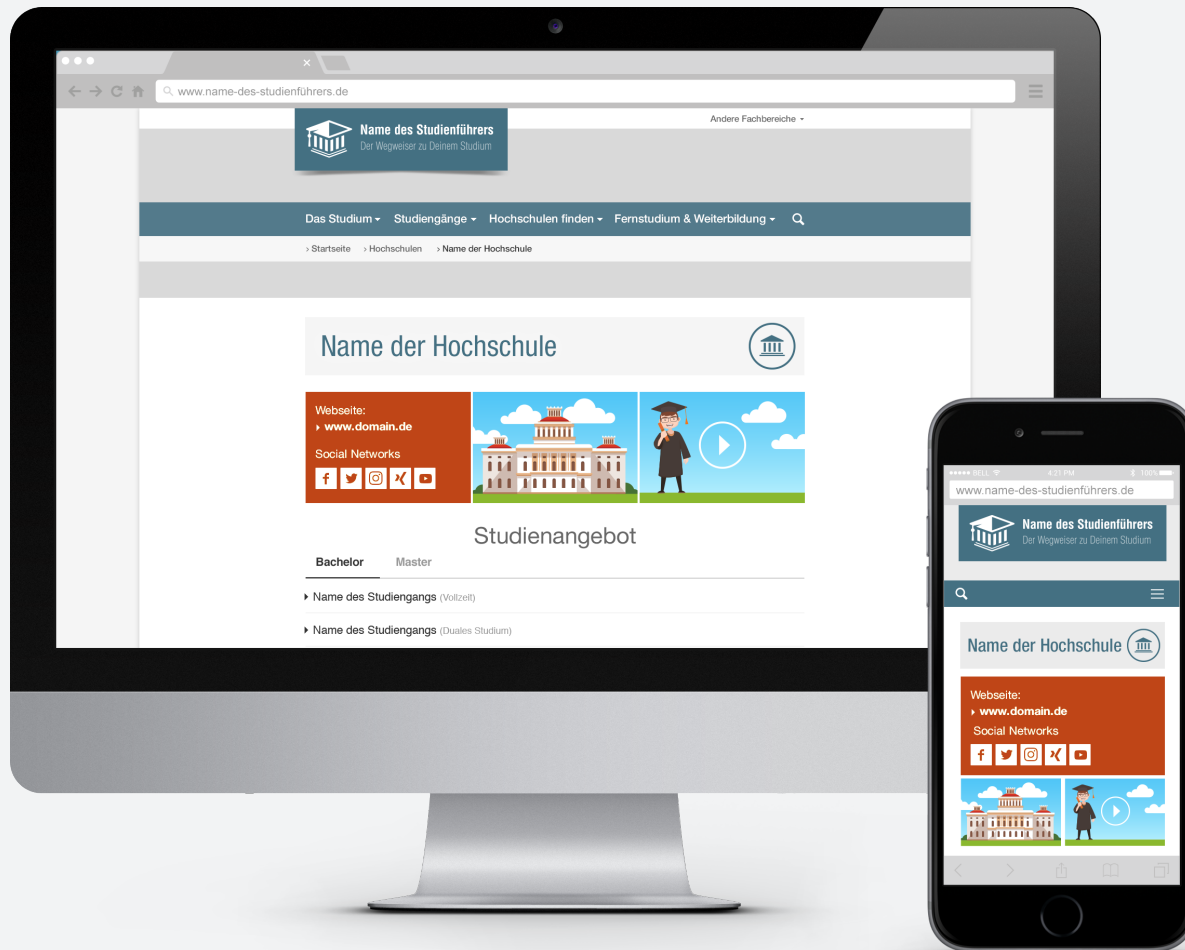 www.name-des-studienführers.de
Andere Fachbereiche
Name des Studienführers
Der Wegweiser zu Deinem Studium
Das Studium Studiengänge Hochschulen finden Fernstudium & Weiterbildung
› Startseite › Hochschulen › Name der Hochschule
Name der Hochschule
Webseite:
www.domain.de
Social Networks
Studienangebot
Bachelor Master
Name des Studiengangs (Vollzeit)
Name des Studiengangs (Duales Studium)
BELL 4:21 PM 100%
www.name-des-studienführers.de
Name des Studienführers
Der Wegweiser zu Deinem Studium
Name der Hochschule
Webseite:
www.domain.de
Social Networks